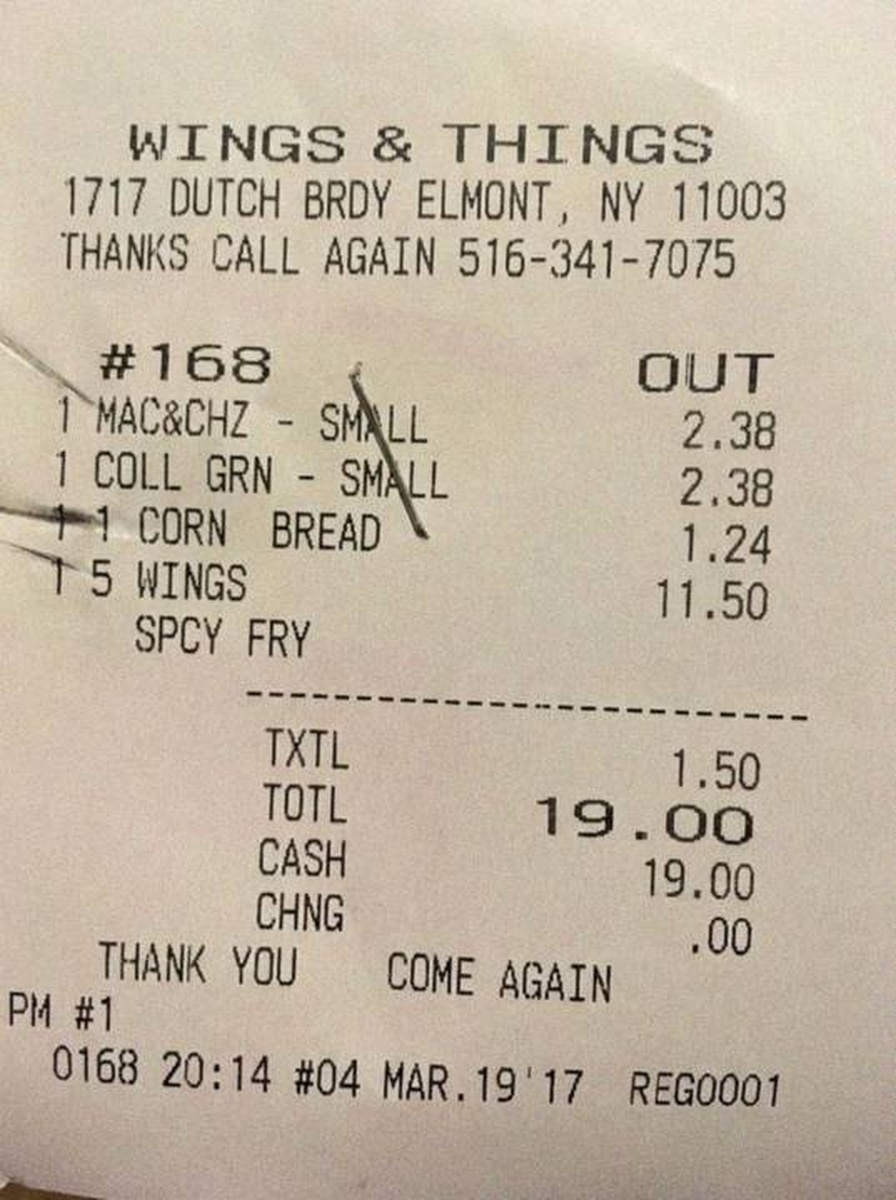 WINGS & THINGS
1717 DUTCH BRDY ELMONT, NY 11003
THANKS CALL AGAIN 516-341-7075
#168 OUT
1 MAC&CHZ - SMALL 2.38
1 COLL GRN - SMALL 2.38
1 1 CORN BREAD 1.24
1 5 WINGS 11.50
SPCY FRY
--------------------------------------
TXTL 1.50
TOTL 19.00
CASH 19.00
CHNG .00
THANK YOU COME AGAIN
PM #1
0168 20:14 #04 MAR.19'17 REG0001